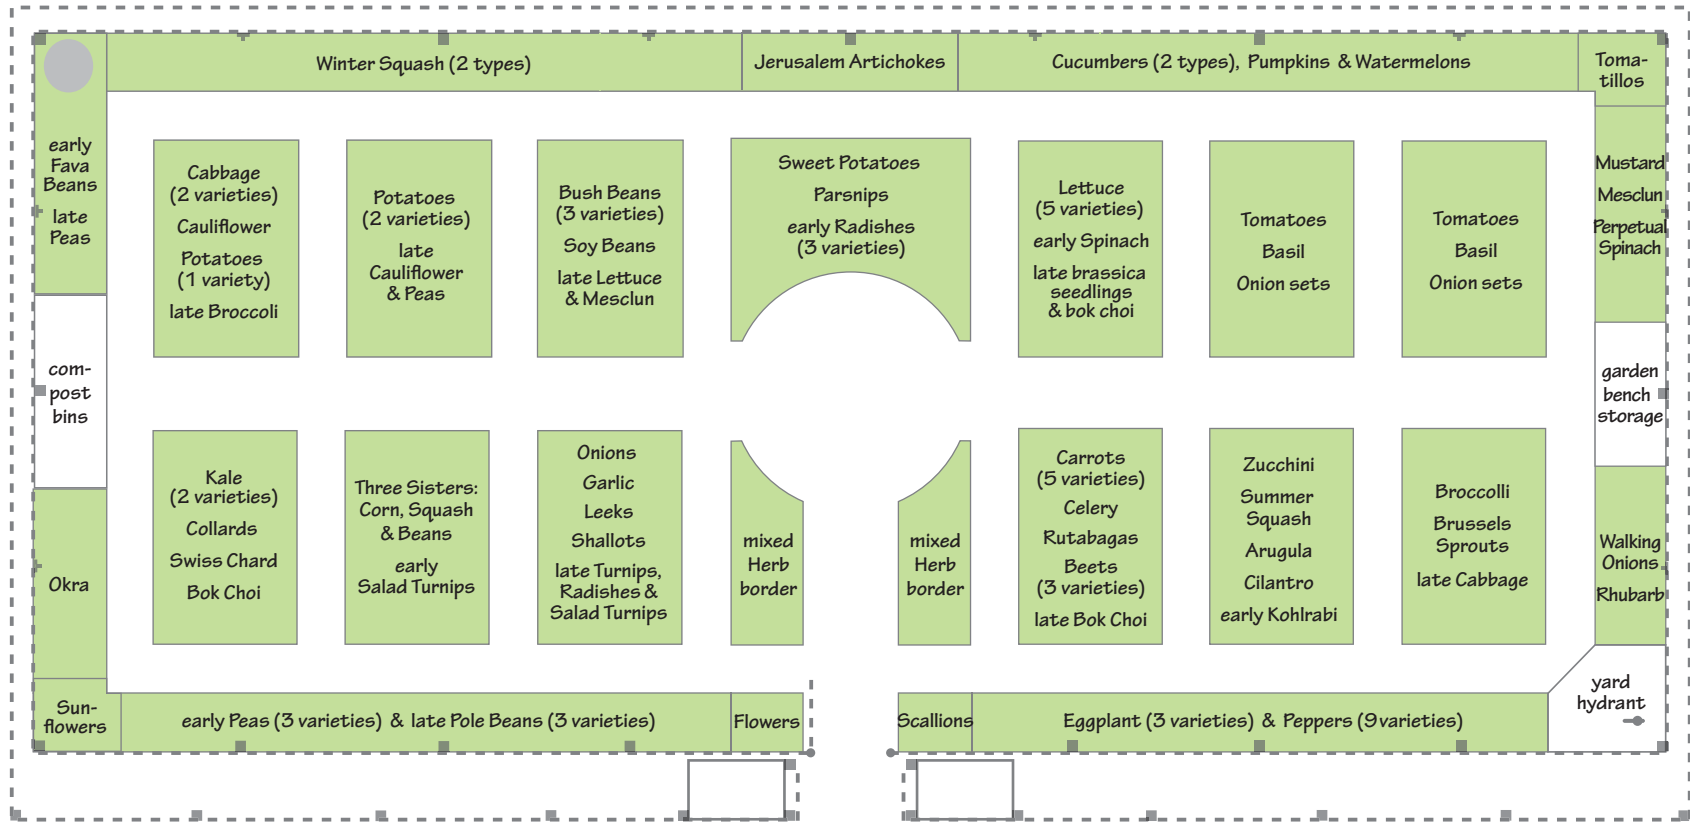 Winter Squash (2 types)
Jerusalem Artichokes
Cucumbers (2 types), Pumpkins & Watermelons
Toma-
tillos
early
Fava
Beans
late
Peas
Cabbage
(2 varieties)
Cauliflower
Potatoes
(1 variety)
late Broccoli
Potatoes
(2 varieties)
late
Cauliflower
& Peas
Bush Beans
(3 varieties)
Soy Beans
late Lettuce
& Mesclun
Sweet Potatoes
Parsnips
early Radishes
(3 varieties)
Lettuce
(5 varieties)
early Spinach
late brassica
seedlings
& bok choi
Tomatoes
Basil
Onion sets
Tomatoes
Basil
Onion sets
Mustard
Mesclun
Perpetual
Spinach
com-
post
bins
garden
bench
storage
Okra
Kale
(2 varieties)
Collards
Swiss Chard
Bok Choi
Three Sisters:
Corn, Squash
& Beans
early
Salad Turnips
Onions
Garlic
Leeks
Shallots
late Turnips,
Radishes &
Salad Turnips
mixed
Herb
border
mixed
Herb
border
Carrots
(5 varieties)
Celery
Rutabagas
Beets
(3 varieties)
late Bok Choi
Zucchini
Summer
Squash
Arugula
Cilantro
early Kohlrabi
Broccolli
Brussels
Sprouts
late Cabbage
Walking
Onions
Rhubarb
Sun-
flowers
early Peas (3 varieties) & late Pole Beans (3 varieties)
Flowers
Scallions
Eggplant (3 varieties) & Peppers (9 varieties)
yard
hydrant